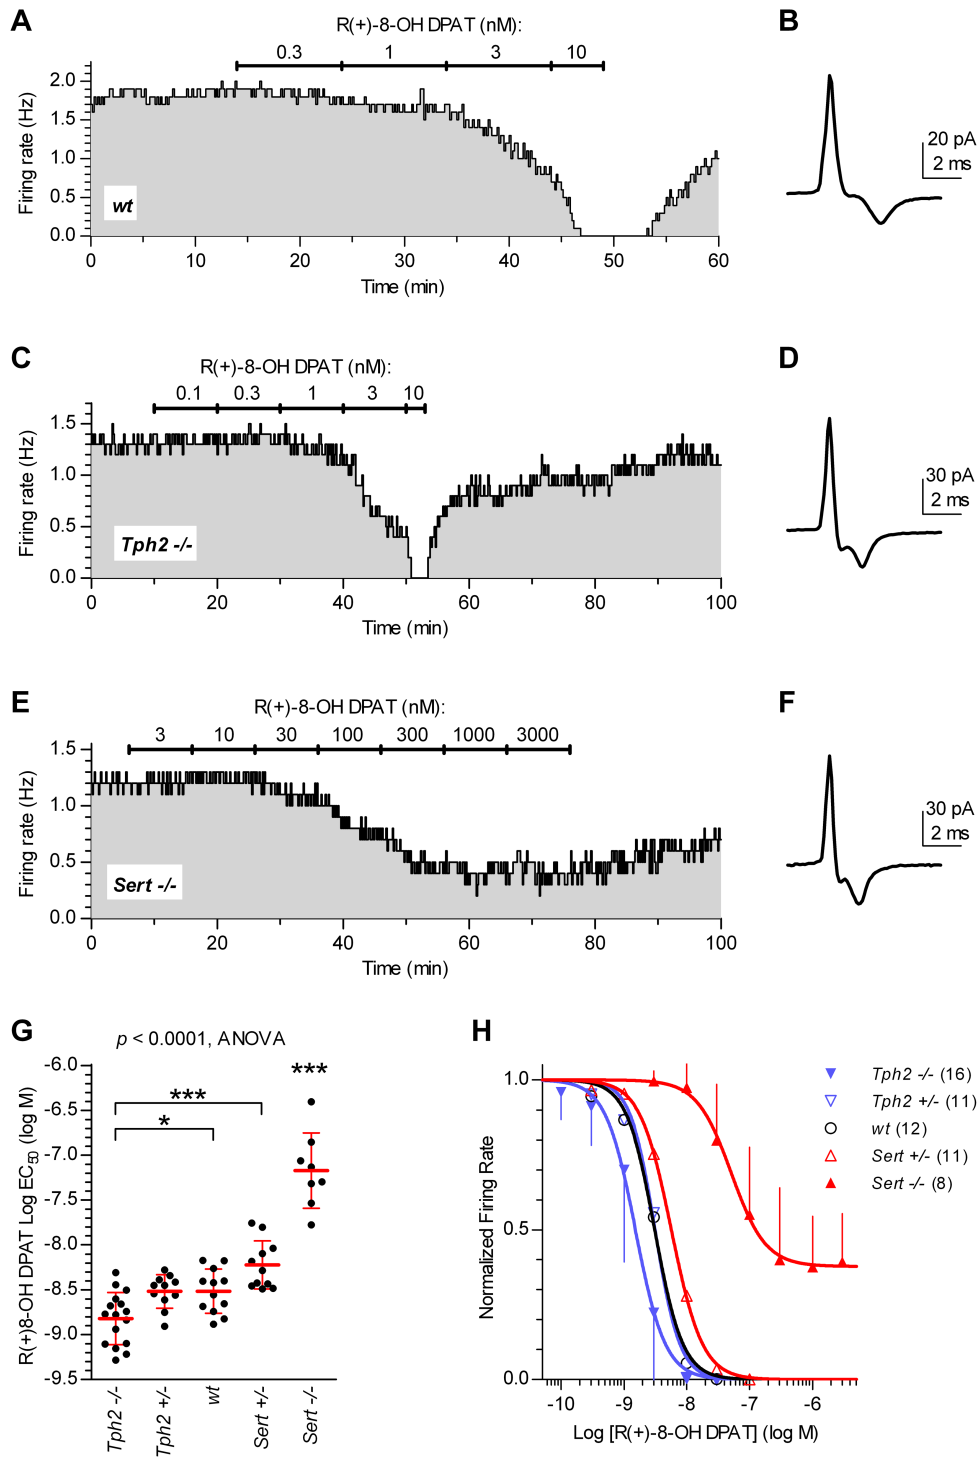 A
R(+)-8-OH DPAT (nM):
0.3 1 3 10
2.0
1.5
1.0
0.5
0.0
Firing rate (Hz)
wt
0 10 20 30 40 50 60
Time (min)
B
20 pA
2 ms
C
R(+)-8-OH DPAT (nM):
0.1 0.3 1 3 10
1.5
1.0
0.5
0.0
Firing rate (Hz)
Tph2 -/-
0 20 40 60 80 100
Time (min)
D
30 pA
2 ms
E
R(+)-8-OH DPAT (nM):
3 10 30 100 300 1000 3000
1.5
1.0
0.5
0.0
Firing rate (Hz)
Sert -/-
0 20 40 60 80 100
Time (min)
F
30 pA
2 ms
G
p < 0.0001, ANOVA
-6.0
-6.5
-7.0
-7.5
-8.0
-8.5
-9.0
-9.5
R(+)8-OH DPAT Log EC50 (log M)
***
***
*
Tph2 -/-
Tph2 +/-
wt
Sert +/-
Sert -/-
H
1.0
0.5
0.0
Normalized Firing Rate
-10 -9 -8 -7 -6
Log [R(+)-8-OH DPAT] (log M)
Tph2 -/- (16)
Tph2 +/- (11)
wt (12)
Sert +/- (11)
Sert -/- (8)